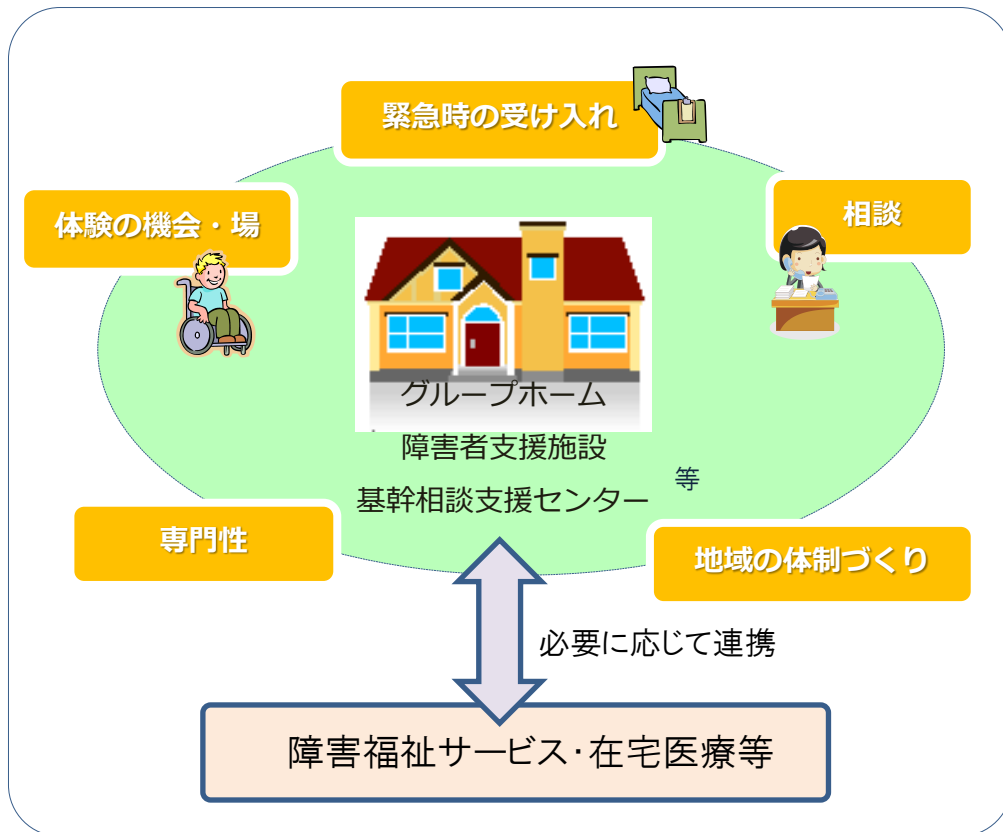 緊急時の受け入れ
体験の機会・場
相談
グループホーム
障害者支援施設
等
基幹相談支援センター
専門性
地域の体制づくり
必要に応じて連携
障害福祉サービス・在宅医療等